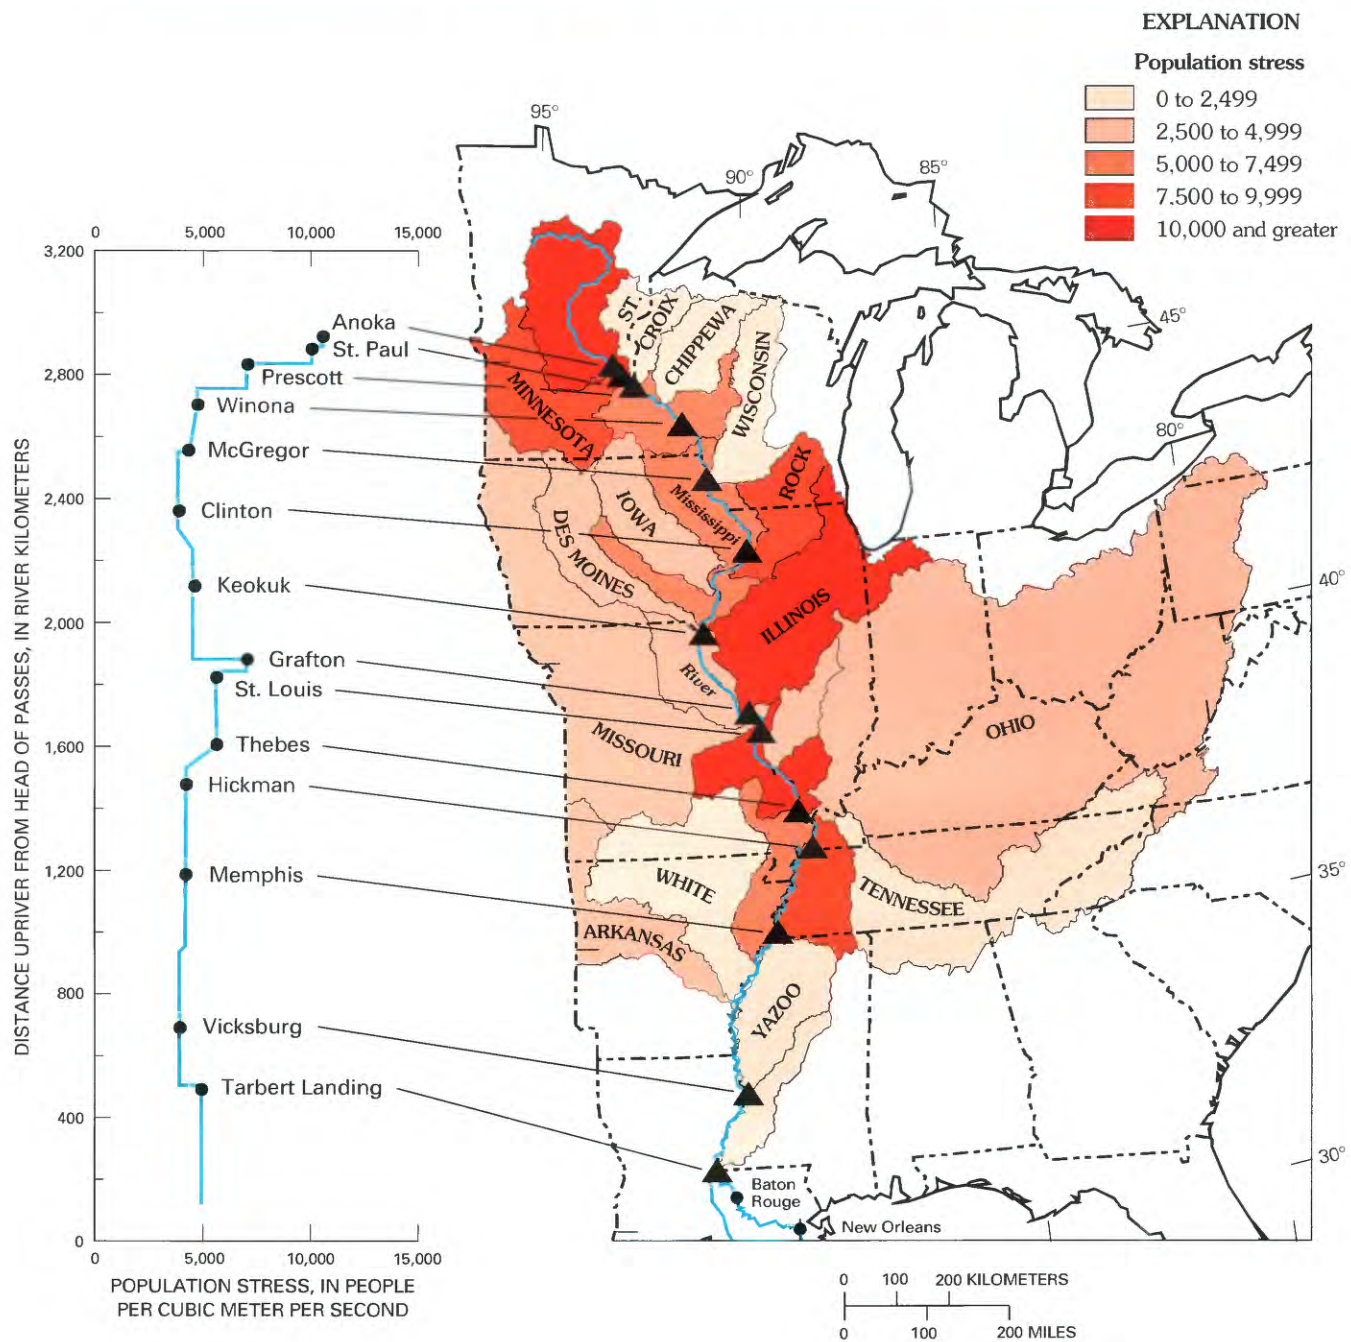 EXPLANATION
Population stress
0 to 2,499
2,500 to 4,999
5,000 to 7,499
7.500 to 9,999
10,000 and greater
95°
90°
85°
45°
80°
40°
35°
30°
0
5,000
10,000
15,000
3,200
2,800
2,400
2,000
1,600
1,200
800
400
0
DISTANCE UPRIVER FROM HEAD OF PASSES, IN RIVER KILOMETERS
Anoka
St. Paul
Prescott
Winona
McGregor
Clinton
Keokuk
Grafton
St. Louis
Thebes
Hickman
Memphis
Vicksburg
Tarbert Landing
0
5,000
10,000
15,000
POPULATION STRESS, IN PEOPLE
PER CUBIC METER PER SECOND
ST.
CROIX
CHIPPEWA
WISCONSIN
MINNESOTA
ROCK
IOWA
Mississippi
DES MOINES
ILLINOIS
River
MISSOURI
OHIO
WHITE
TENNESSEE
ARKANSAS
YAZOO
Baton
Rouge
New Orleans
0 100 200 KILOMETERS
0 100 200 MILES